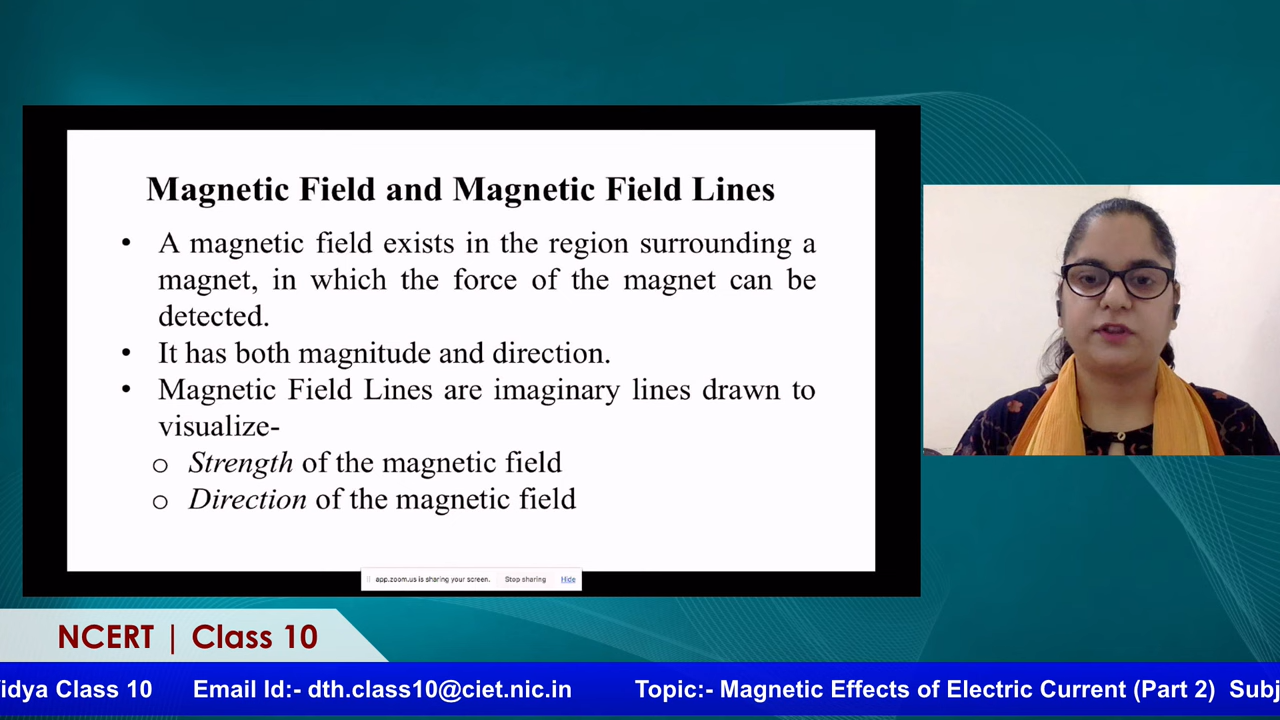 Magnetic Field and Magnetic Field Lines
• A magnetic field exists in the region surrounding a
magnet, in which the force of the magnet can be
detected.
• It has both magnitude and direction.
• Magnetic Field Lines are imaginary lines drawn to
visualize-
o Strength of the magnetic field
o Direction of the magnetic field
app.zoom.us is sharing your screen. Stop sharing Hide
NCERT | Class 10
idya Class 10 Email Id:- dth.class10@ciet.nic.in Topic:- Magnetic Effects of Electric Current (Part 2) Subj